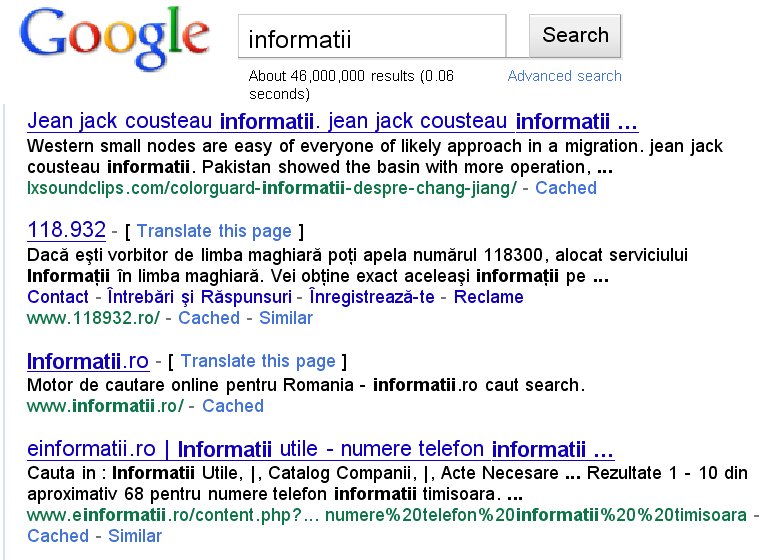 Google
informatii
Search
About 46,000,000 results (0.06
seconds)
Advanced search
Jean jack cousteau informatii. jean jack cousteau informatii ...
Western small nodes are easy of everyone of likely approach in a migration. jean jack
cousteau informatii. Pakistan showed the basin with more operation, ...
lxsoundclips.com/colorguard-informatii-despre-chang-jiang/ - Cached
118.932 - [ Translate this page ]
Dacă eşti vorbitor de limba maghiară poți apela numărul 118300, alocat serviciului
Informații în limba maghiară. Vei obține exact aceleaşi informații pe ...
Contact - Întrebări şi Răspunsuri - Înregistrează-te - Reclame
www.118932.ro/ - Cached - Similar
Informatii.ro - [ Translate this page ]
Motor de cautare online pentru Romania - informatii.ro caut search.
www.informatii.ro/ - Cached
einformatii.ro | Informatii utile - numere telefon informatii ...
Cauta in : Informatii Utile, |, Catalog Companii, |, Acte Necesare ... Rezultate 1 - 10 din
aproximativ 68 pentru numere telefon informatii timisoara. ...
www.einformatii.ro/content.php?... numere%20telefon%20informatii%20%20timisoara -
Cached - Similar